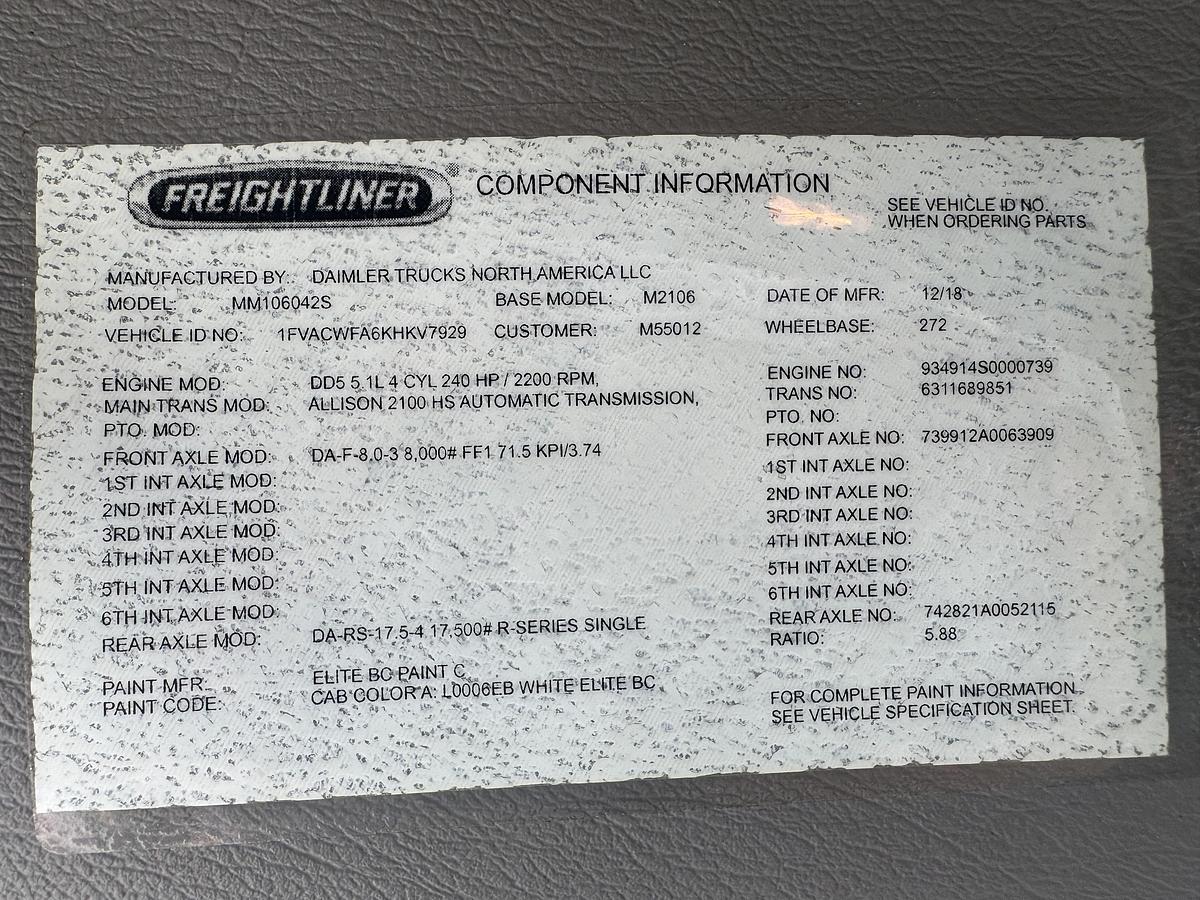 FREIGHTLINER® COMPONENT INFORMATION
SEE VEHICLE ID NO.
WHEN ORDERING PARTS
MANUFACTURED BY: DAIMLER TRUCKS NORTH AMERICA LLC
MODEL: MM106042S BASE MODEL: M2106 DATE OF MFR: 12/18
VEHICLE ID NO: 1FVACWFA6KHKV7929 CUSTOMER: M55012 WHEELBASE: 272
ENGINE MOD: DD5 5.1L 4 CYL 240 HP / 2200 RPM, ENGINE NO: 934914S0000739
MAIN TRANS MOD: ALLISON 2100 HS AUTOMATIC TRANSMISSION, TRANS NO: 6311689851
PTO. MOD: PTO. NO:
FRONT AXLE MOD: DA-F-8.0-3 8,000# FF1 71.5 KPI/3.74 FRONT AXLE NO: 739912A0063909
1ST INT AXLE MOD: 1ST INT AXLE NO:
2ND INT AXLE MOD: 2ND INT AXLE NO:
3RD INT AXLE MOD: 3RD INT AXLE NO:
4TH INT AXLE MOD: 4TH INT AXLE NO:
5TH INT AXLE MOD: 5TH INT AXLE NO:
6TH INT AXLE MOD: 6TH INT AXLE NO:
REAR AXLE MOD: DA-RS-17.5-4 17,500# R-SERIES SINGLE REAR AXLE NO: 742821A0052115
RATIO: 5.88
PAINT MFR: ELITE BC PAINT C
PAINT CODE: CAB COLOR A: L0006EB WHITE ELITE BC
FOR COMPLETE PAINT INFORMATION
SEE VEHICLE SPECIFICATION SHEET.